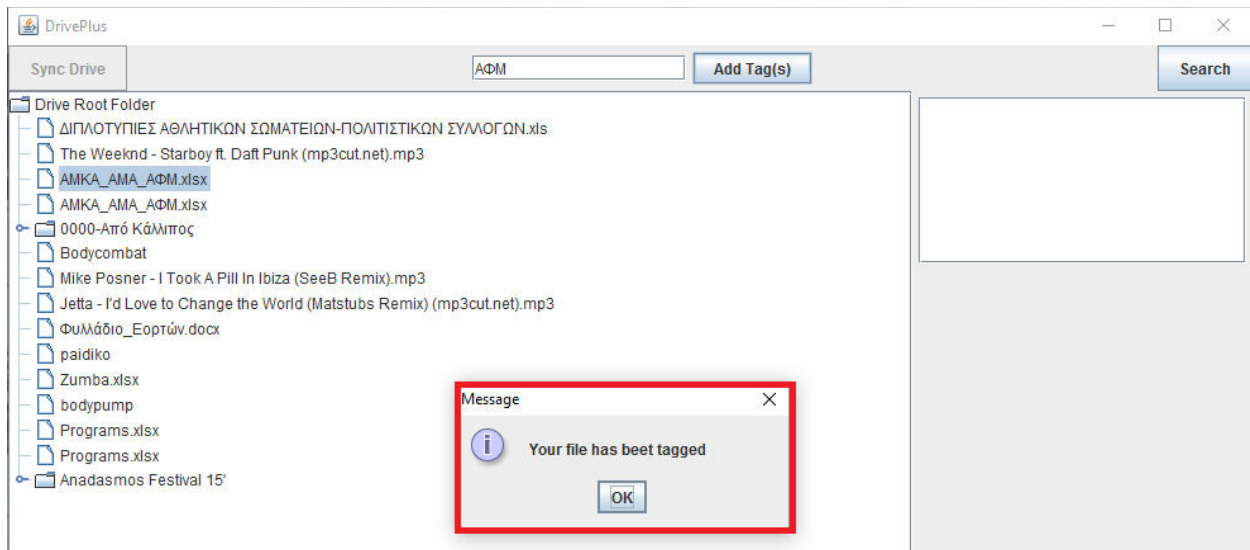 DrivePlus
Sync Drive
ΑΦΜ
Add Tag(s)
Search
Drive Root Folder
ΔΙΠΛΟΤΥΠΙΕΣ ΑΘΛΗΤΙΚΩΝ ΣΩΜΑΤΕΙΩΝ-ΠΟΛΙΤΙΣΤΙΚΩΝ ΣΥΛΛΟΓΩΝ.xls
The Weeknd - Starboy ft. Daft Punk (mp3cut.net).mp3
ΑΜΚΑ_ΑΜΑ_ΑΦΜ.xlsx
ΑΜΚΑ_ΑΜΑ_ΑΦΜ.xlsx
0000-Από Κάλλιπος
Bodycombat
Mike Posner - I Took A Pill In Ibiza (SeeB Remix).mp3
Jetta - I'd Love to Change the World (Matstubs Remix) (mp3cut.net).mp3
Φυλλάδιο_Εορτών.docx
paidiko
Zumba.xlsx
bodypump
Programs.xlsx
Programs.xlsx
Anadasmos Festival 15'
Message
Your file has beet tagged
OK